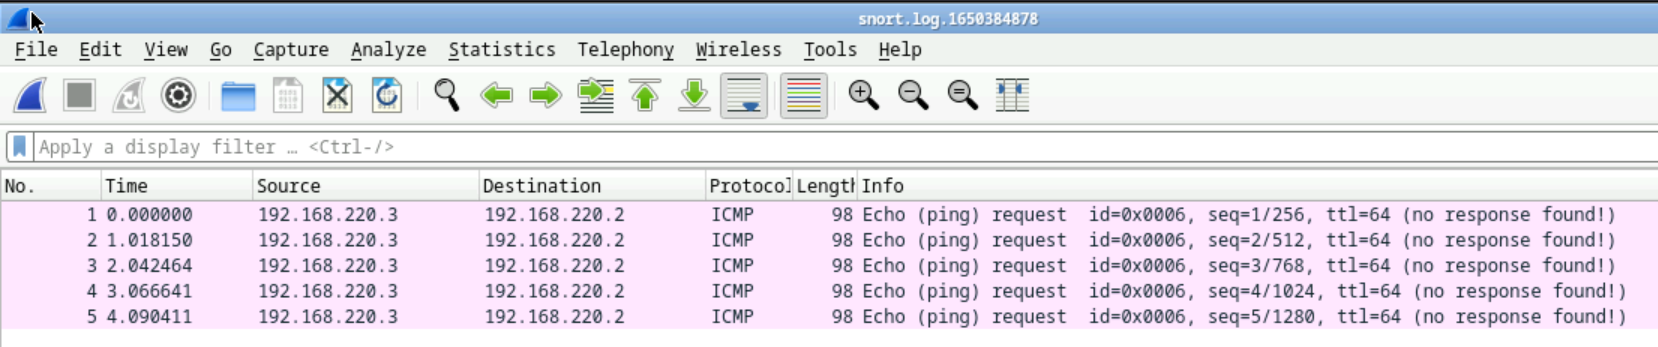 snort.log.1650384878
File Edit View Go Capture Analyze Statistics Telephony Wireless Tools Help
Apply a display filter … <Ctrl-/>
No. Time Source Destination Protocol Length Info
1 0.000000 192.168.220.3 192.168.220.2 ICMP 98 Echo (ping) request id=0x0006, seq=1/256, ttl=64 (no response found!)
2 1.018150 192.168.220.3 192.168.220.2 ICMP 98 Echo (ping) request id=0x0006, seq=2/512, ttl=64 (no response found!)
3 2.042464 192.168.220.3 192.168.220.2 ICMP 98 Echo (ping) request id=0x0006, seq=3/768, ttl=64 (no response found!)
4 3.066641 192.168.220.3 192.168.220.2 ICMP 98 Echo (ping) request id=0x0006, seq=4/1024, ttl=64 (no response found!)
5 4.090411 192.168.220.3 192.168.220.2 ICMP 98 Echo (ping) request id=0x0006, seq=5/1280, ttl=64 (no response found!)